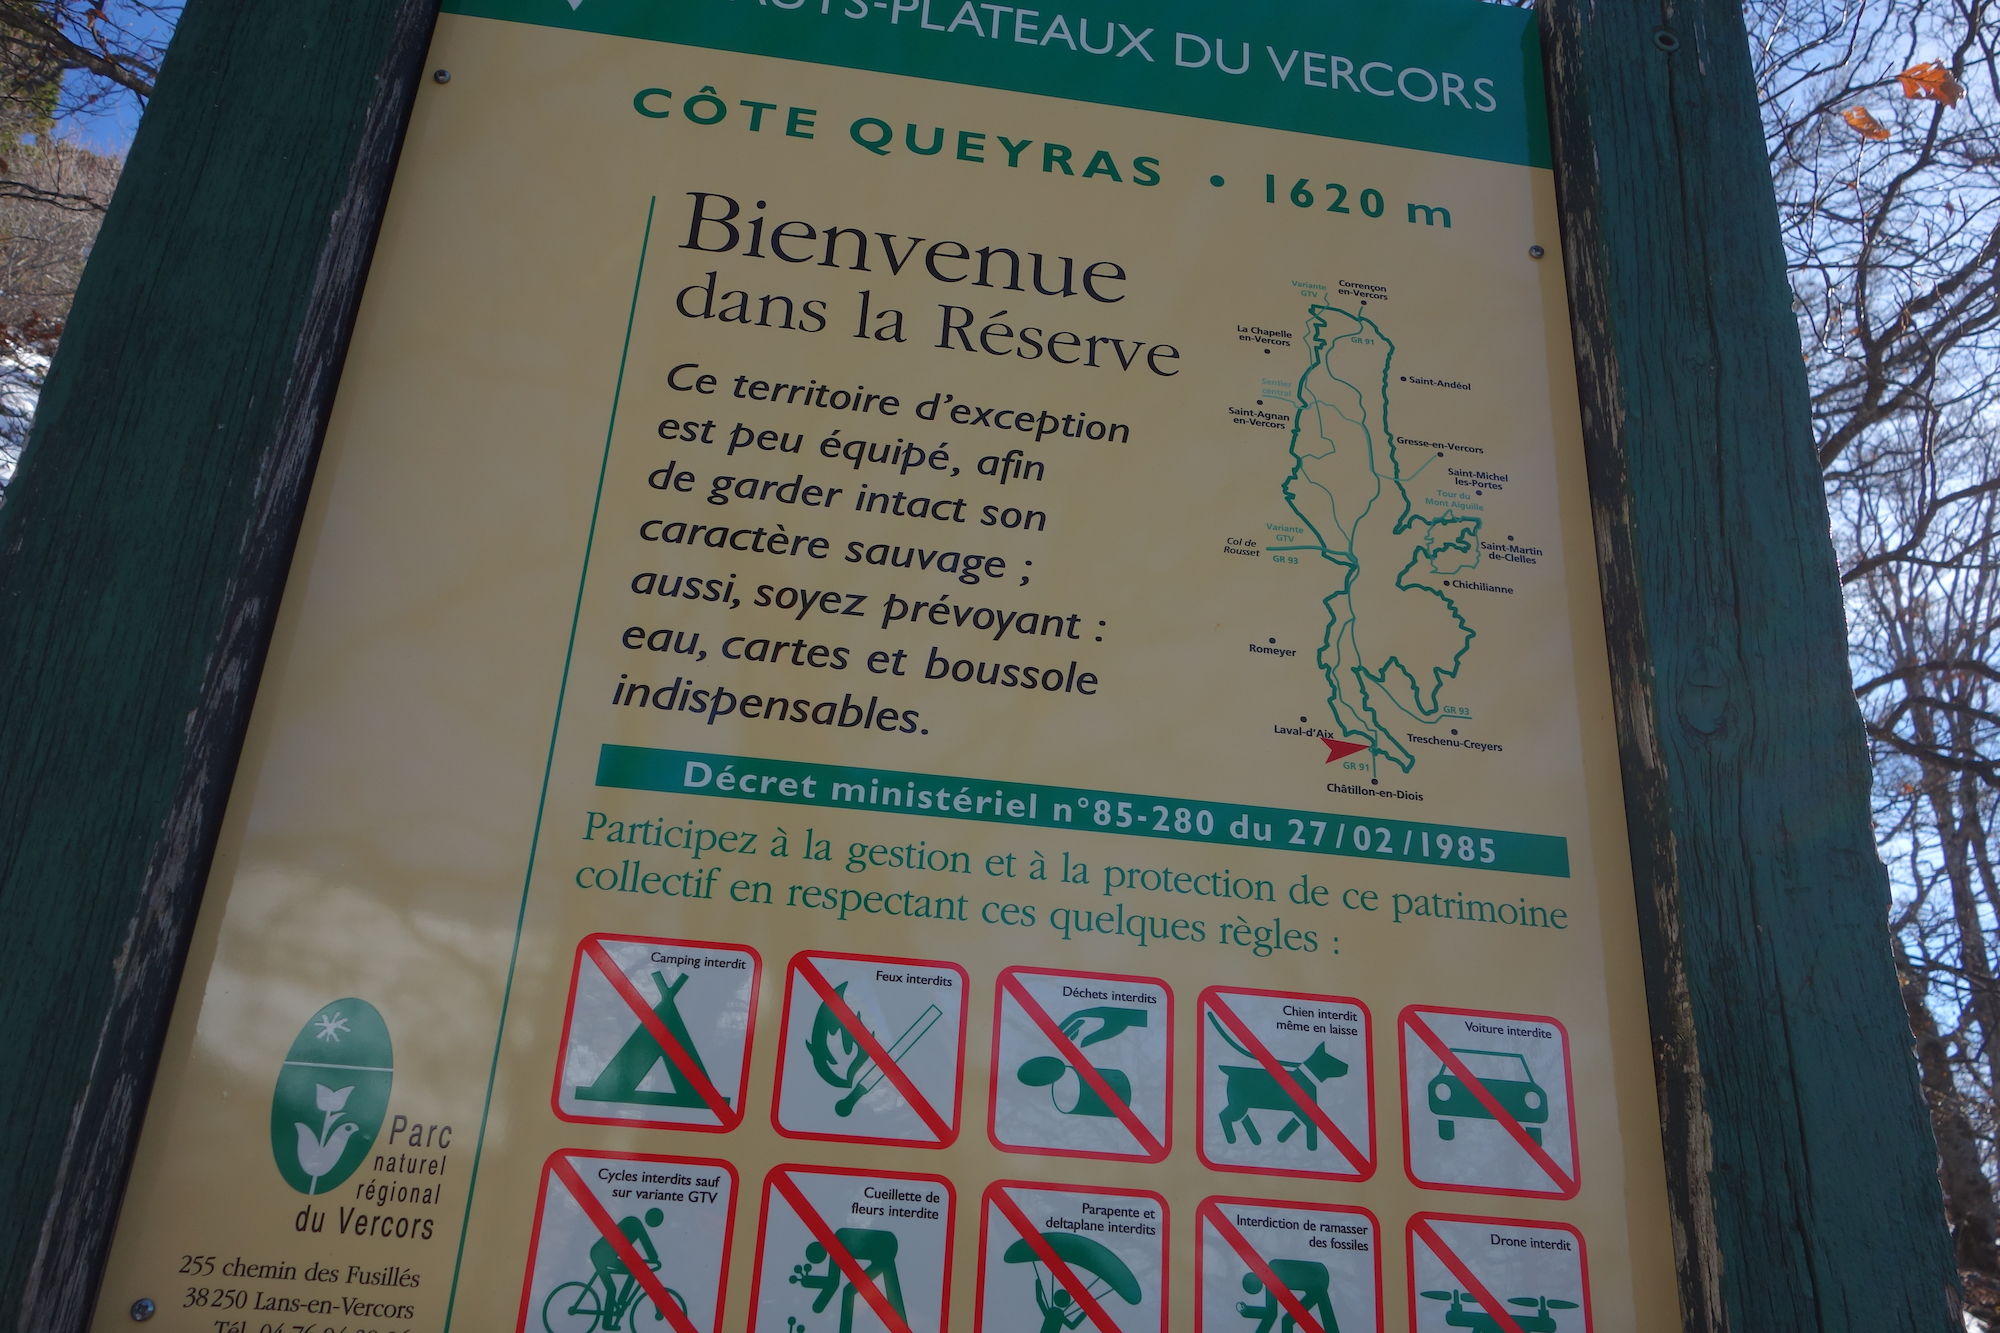 HAUTS-PLATEAUX DU VERCORS
CÔTE QUEYRAS • 1620 m
Bienvenue
dans la Réserve
Ce territoire d'exception
est peu équipé, afin
de garder intact son
caractère sauvage ;
aussi, soyez prévoyant :
eau, cartes et boussole
indispensables.
Variante
GTV
Corrençon
en-Vercors
La Chapelle
en-Vercors
GR 91
Saint-Andéol
Sentier
central
Saint-Agnan
en-Vercors
Gresse-en-Vercors
Saint-Michel
les-Portes
Tour du
Mont Aiguille
Variante
GTV
Col de
Rousset
GR 93
Saint-Martin
de-Clelles
Chichilianne
Romeyer
GR 93
Laval-d'Aix
Treschenu-Creyers
GR 91
Châtillon-en-Diois
Décret ministériel n°85-280 du 27/02/1985
Participez à la gestion et à la protection de ce patrimoine
collectif en respectant ces quelques règles :
Camping interdit
Feux interdits
Déchets interdits
Chien interdit
même en laisse
Voiture interdite
Cycles interdits sauf
sur variante GTV
Cueillette de
fleurs interdite
Parapente et
deltaplane interdits
Interdiction de ramasser
des fossiles
Drone interdit
Parc
naturel
régional
du Vercors
255 chemin des Fusillés
38250 Lans-en-Vercors
Tél. 04 76 94